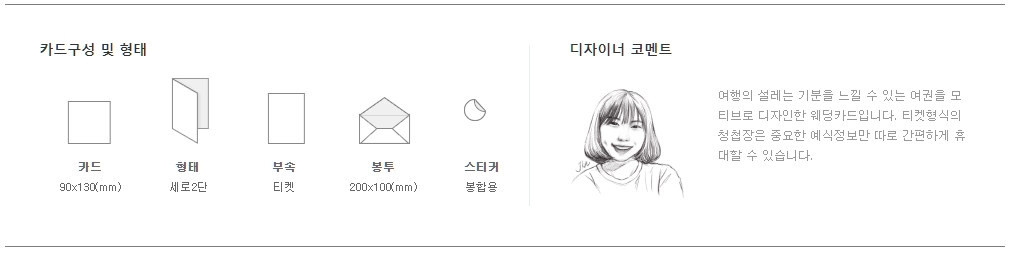 카드구성 및 형태
카드
90x130(mm)
형태
세로2단
부속
티켓
봉투
200x100(mm)
스티커
봉합용
디자이너 코멘트
여행의 설레는 기분을 느낄 수 있는 여권을 모
티브로 디자인한 웨딩카드입니다. 티켓형식의
청첩장은 중요한 예식정보만 따로 간편하게 휴
대할 수 있습니다.